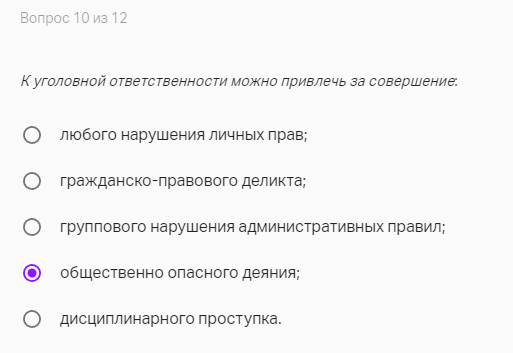 Вопрос 10 из 12
К уголовной ответственности можно привлечь за совершение:
любого нарушения личных прав;
гражданско-правового деликта;
группового нарушения административных правил;
общественно опасного деяния;
дисциплинарного проступка.